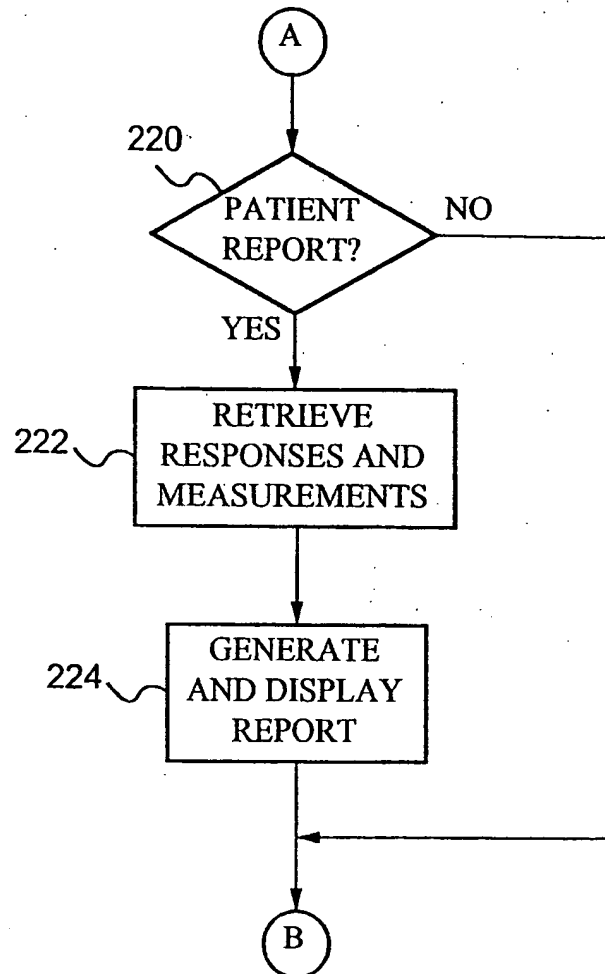 A
220
PATIENT
REPORT?
NO
YES
222
RETRIEVE
RESPONSES AND
MEASUREMENTS
224
GENERATE
AND DISPLAY
REPORT
B